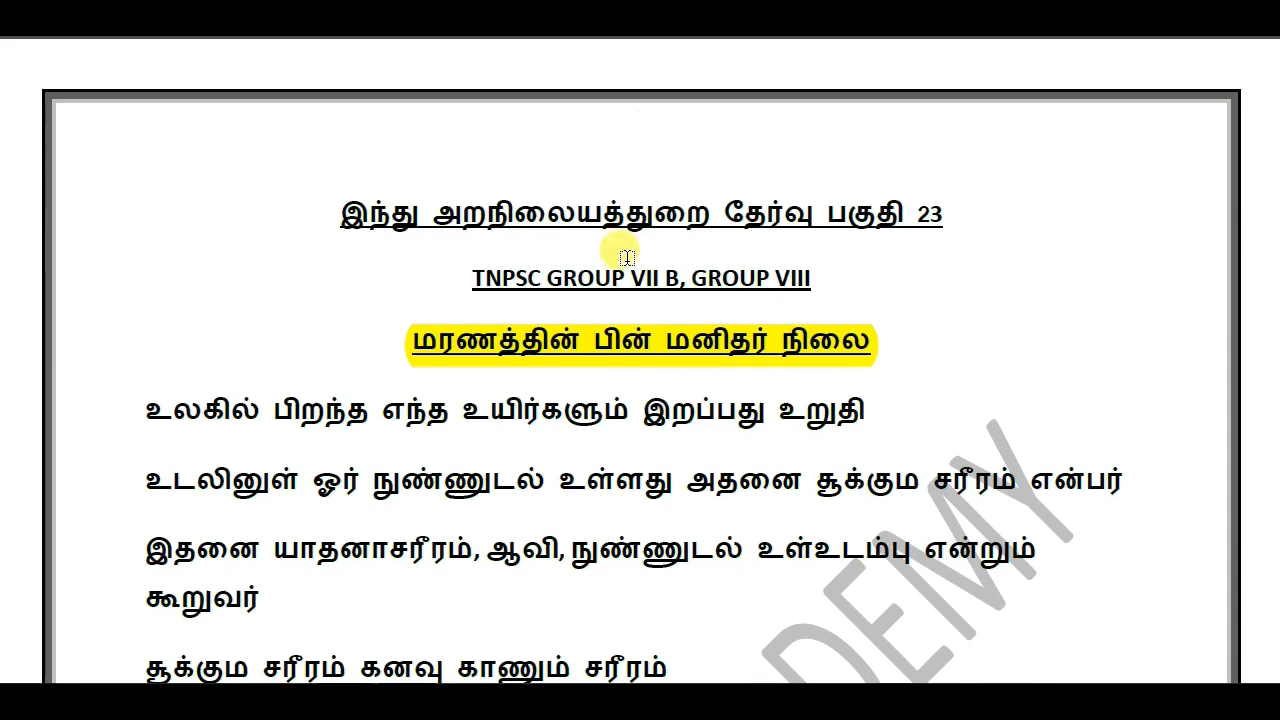 இந்து அறநிலையத்துறை தேர்வு பகுதி 23
TNPSC GROUP VII B, GROUP VIII
மரணத்தின் பின் மனிதர் நிலை
உலகில் பிறந்த எந்த உயிர்களும் இறப்பது உறுதி
உடலினுள் ஓர் நுண்ணுடல் உள்ளது அதனை சூக்கும சரீரம் என்பர்
இதனை யாதனாசரீரம்,ஆவி,நுண்ணுடல் உள்உடம்பு என்றும்
கூறுவர்
சூக்கும சரீரம் கனவு காணும் சரீரம்
DEMY